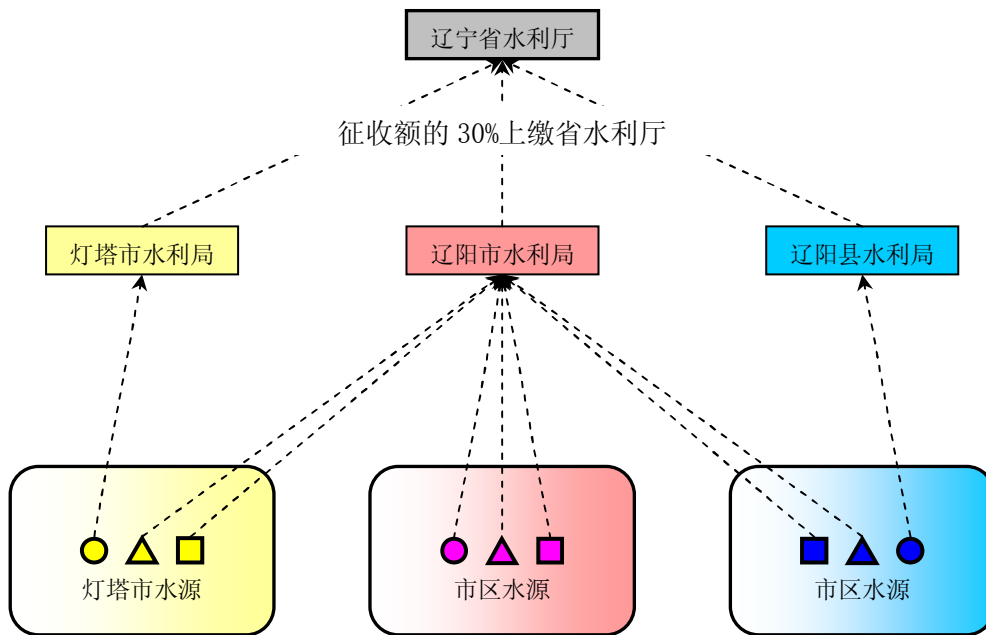 辽宁省水利厅
征收额的 30%上缴省水利厅
灯塔市水利局
辽阳市水利局
辽阳县水利局
灯塔市水源
市区水源
市区水源